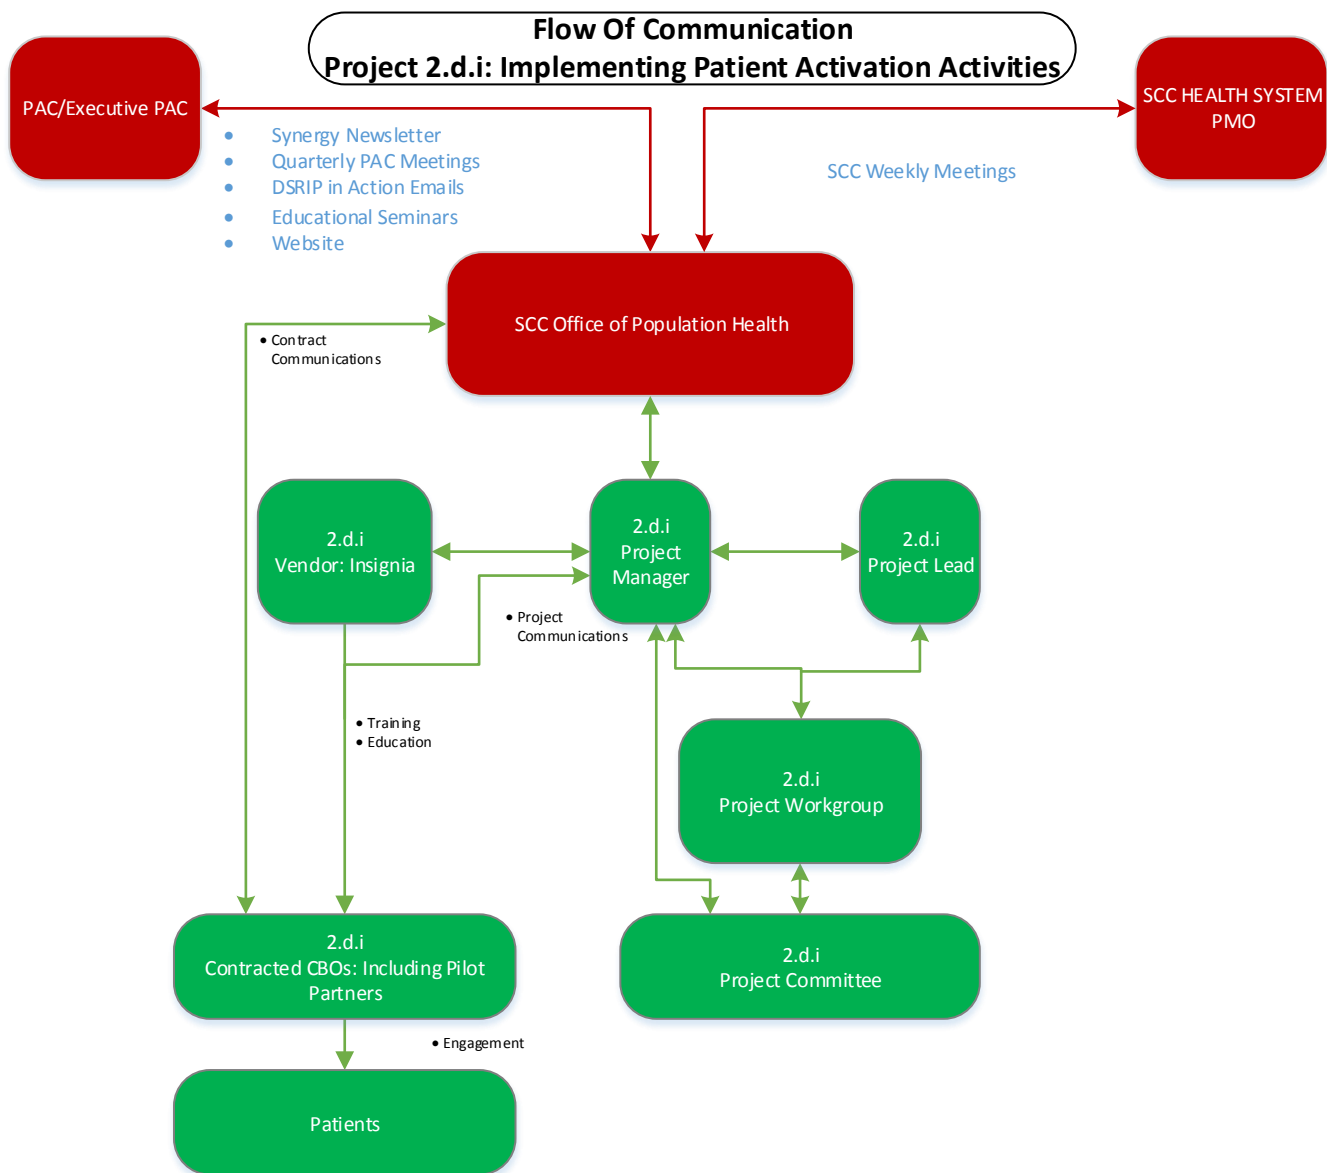 Flow Of Communication
Project 2.d.i: Implementing Patient Activation Activities
PAC/Executive PAC
SCC HEALTH SYSTEM
PMO
• Synergy Newsletter
• Quarterly PAC Meetings
• DSRIP in Action Emails
• Educational Seminars
• Website
SCC Weekly Meetings
SCC Office of Population Health
• Contract
Communications
2.d.i
Vendor: Insignia
2.d.i
Project
Manager
2.d.i
Project Lead
• Project
Communications
• Training
• Education
2.d.i
Project Workgroup
2.d.i
Contracted CBOs: Including Pilot
Partners
2.d.i
Project Committee
• Engagement
Patients